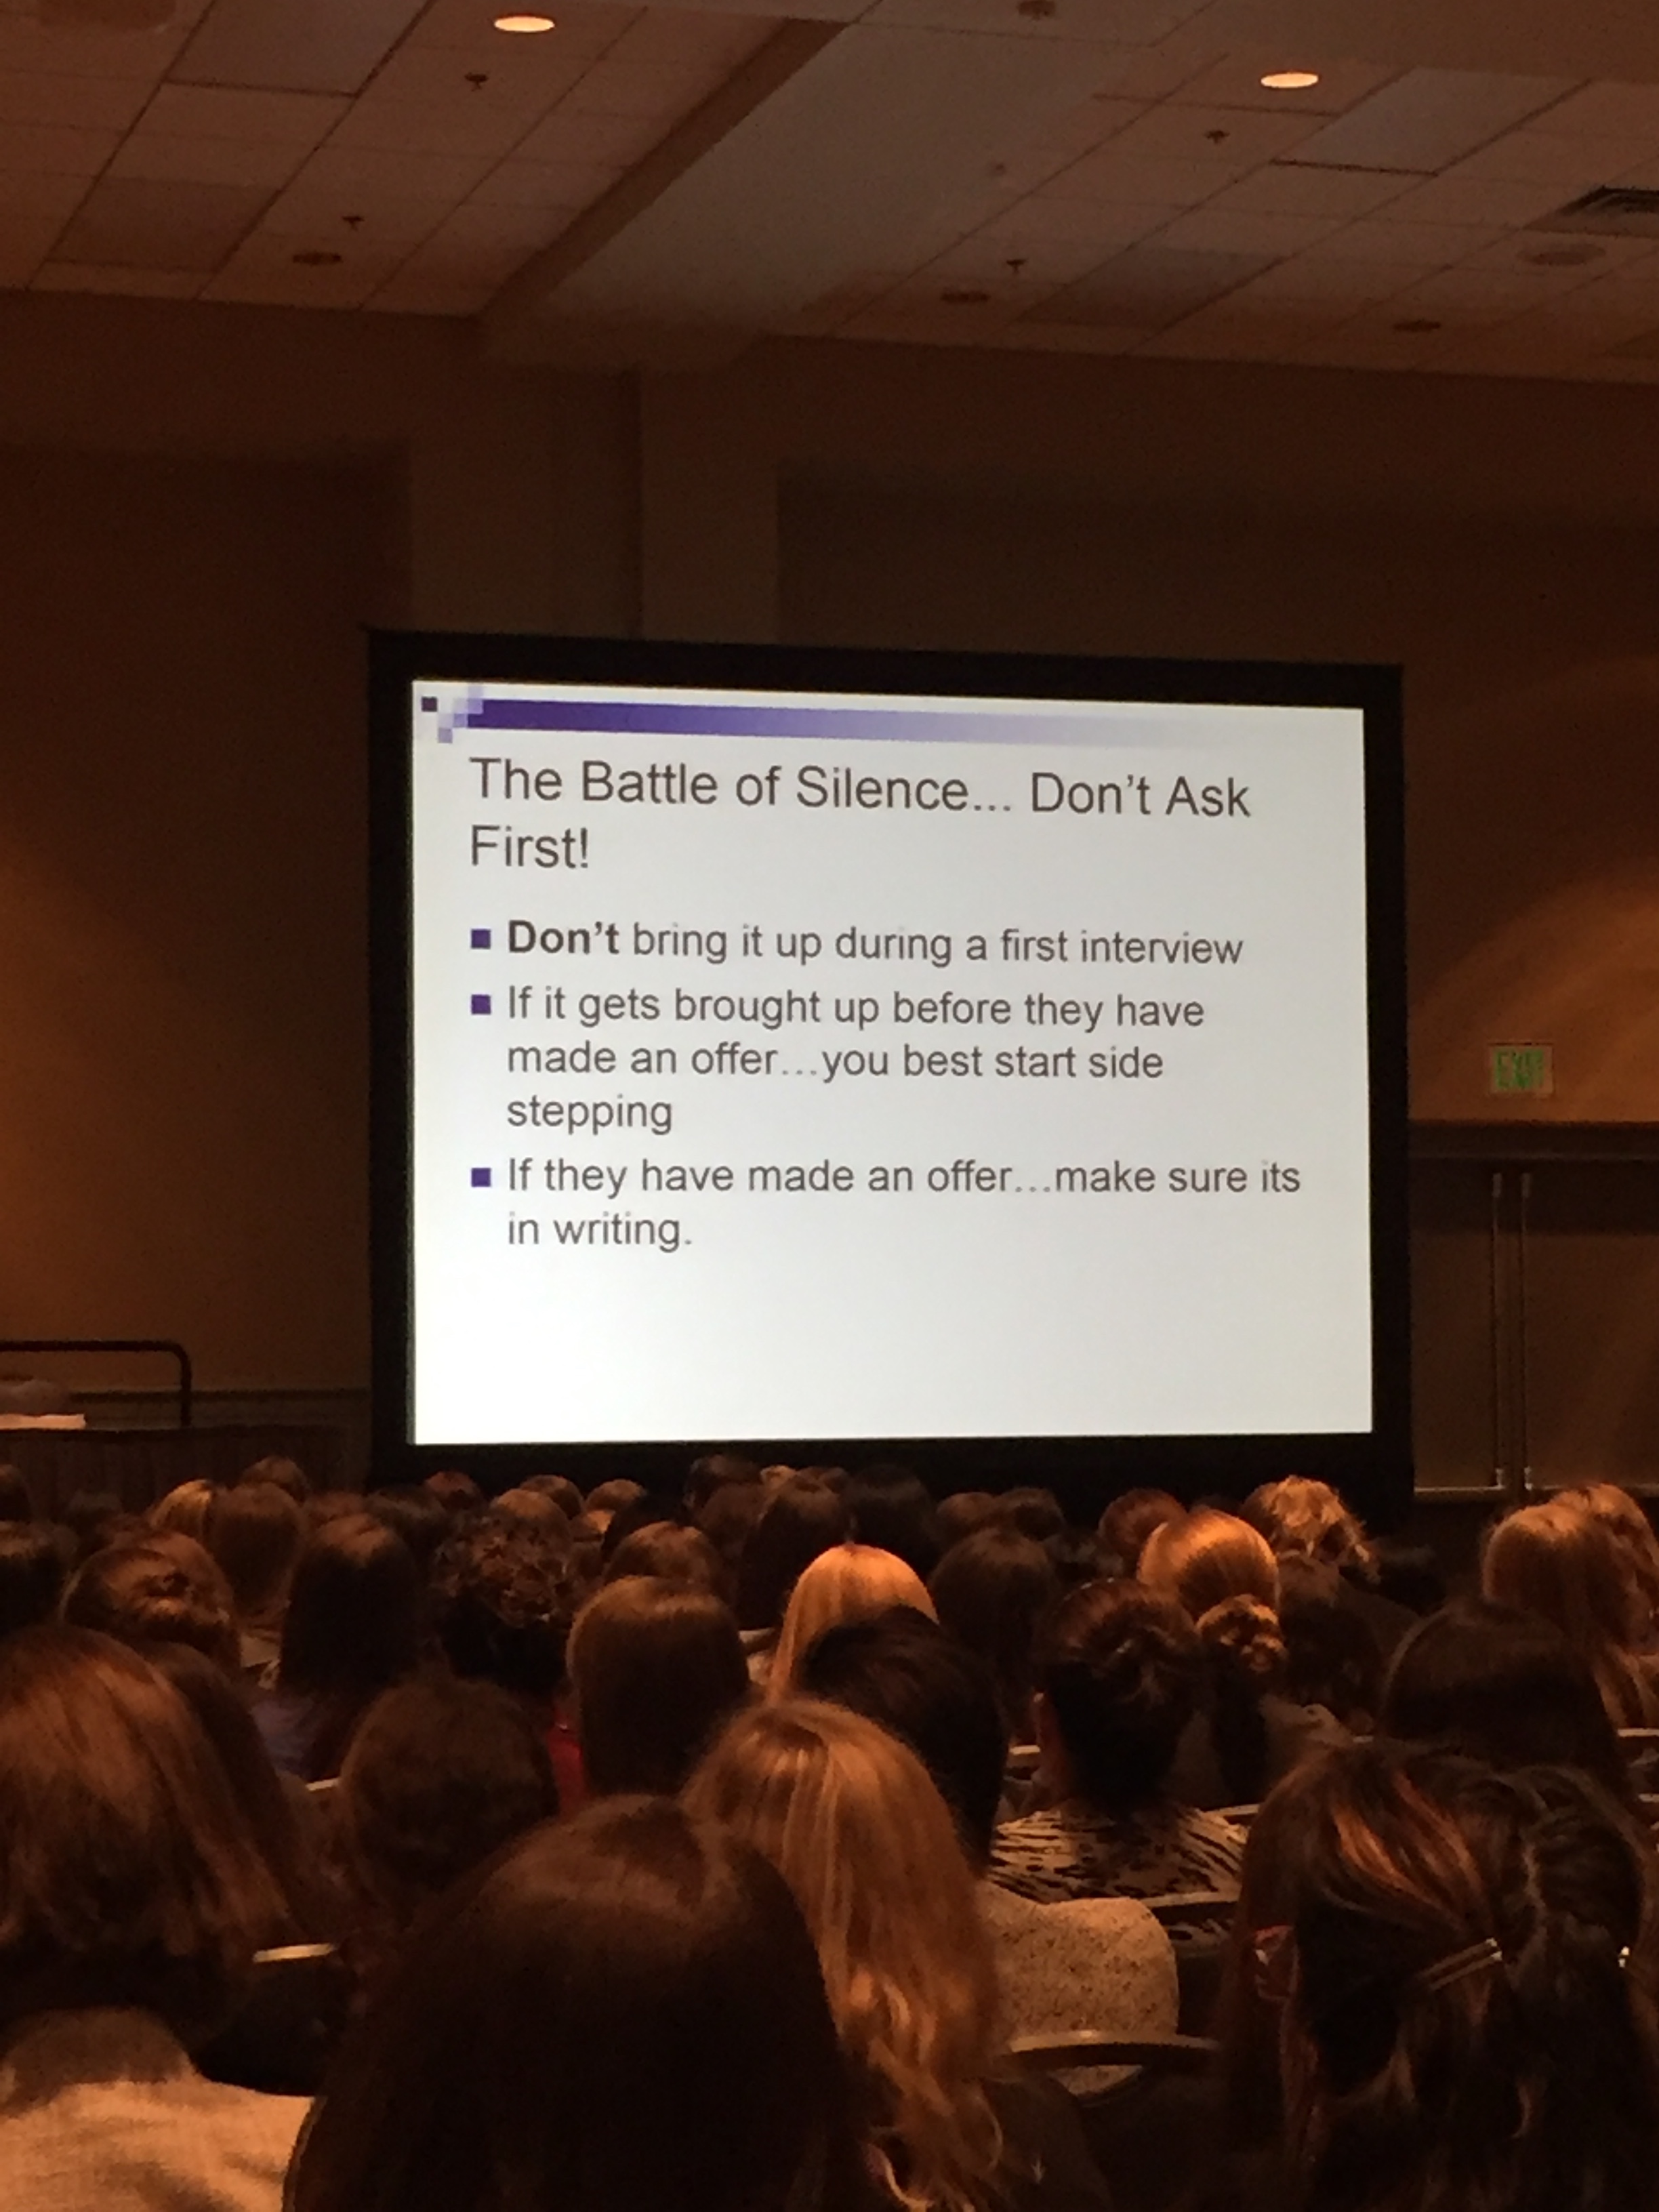 The Battle of Silence... Don't Ask
First!
Don't bring it up during a first interview
If it gets brought up before they have
made an offer...you best start side
stepping
If they have made an offer...make sure its
in writing.
EXIT